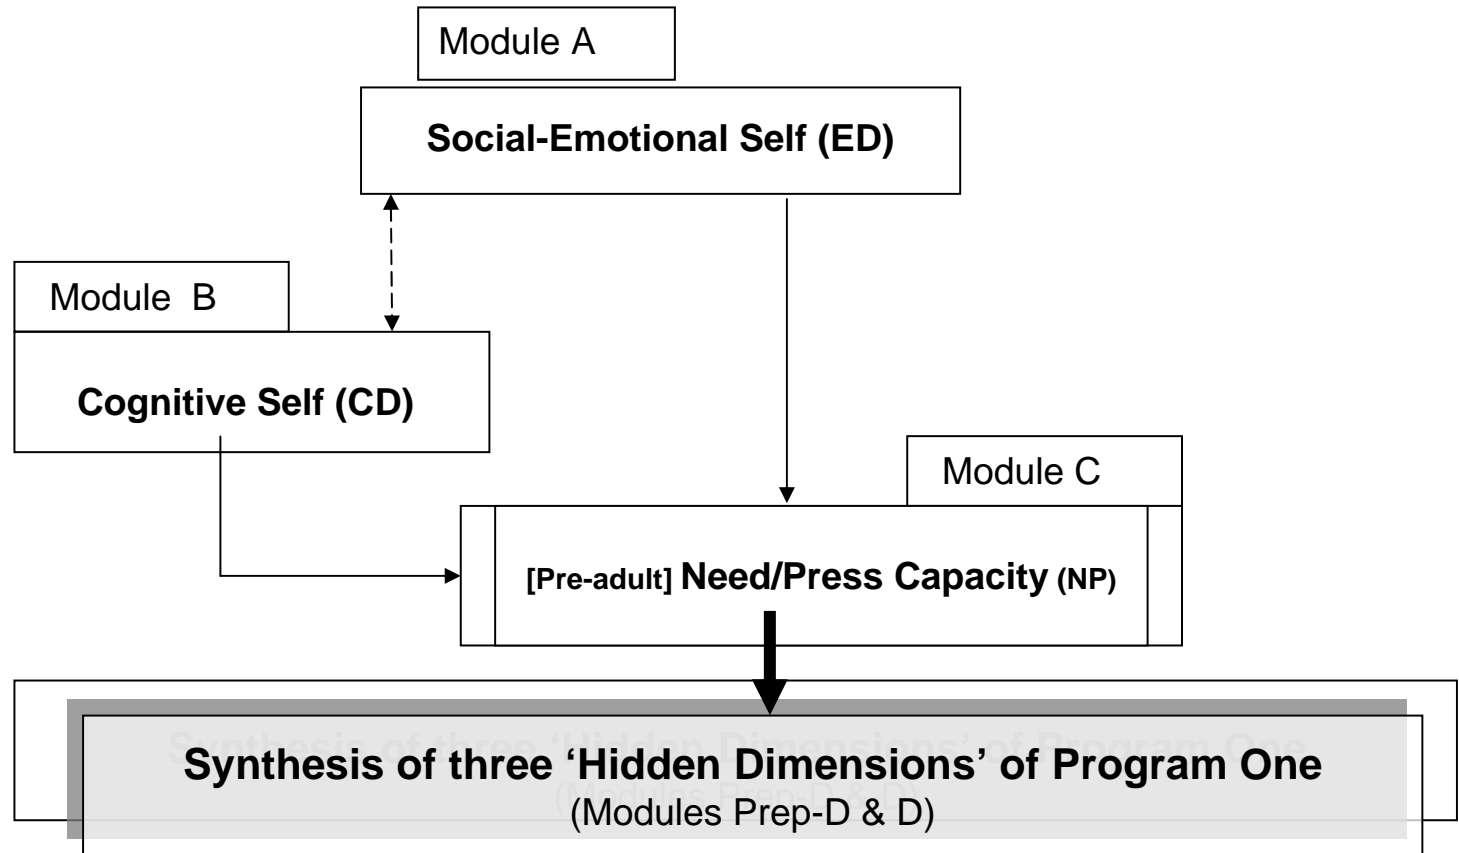 Module A
Social-Emotional Self (ED)
Module B
Cognitive Self (CD)
Module C
[Pre-adult] Need/Press Capacity (NP)
Synthesis of three ‘Hidden Dimensions’ of Program One
(Modules Prep-D & D)